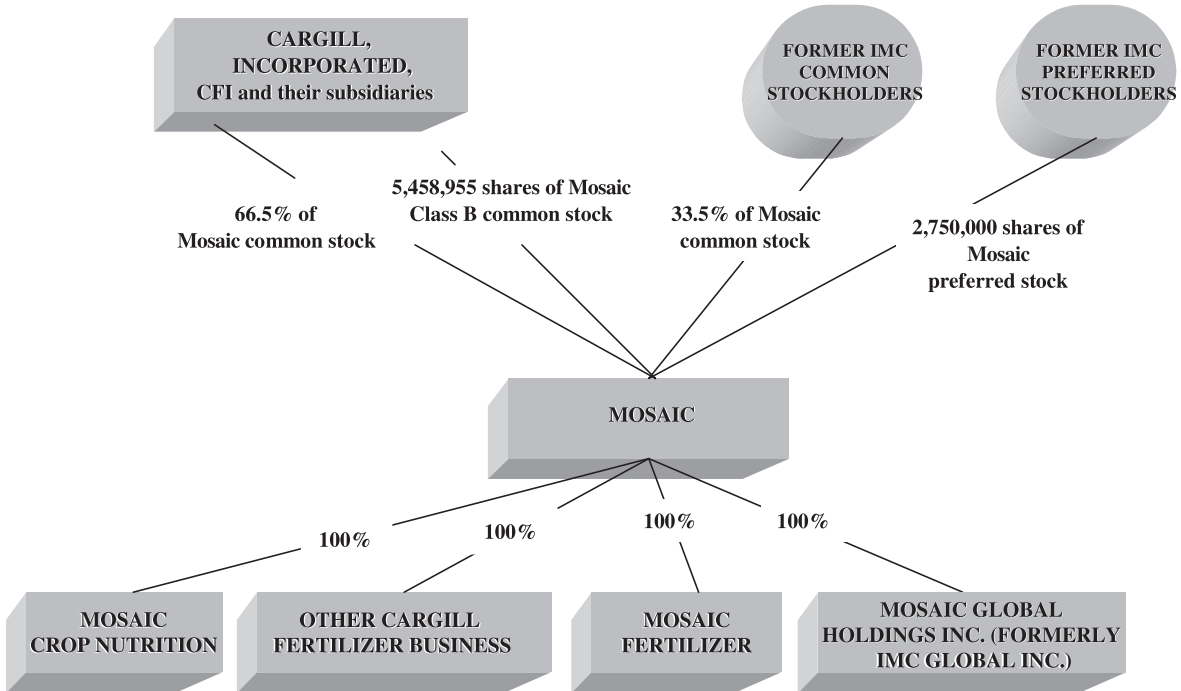 CARGILL,
INCORPORATED,
CFI and their subsidiaries
FORMER IMC
COMMON
STOCKHOLDERS
FORMER IMC
PREFERRED
STOCKHOLDERS
66.5% of
Mosaic common stock
5,458,955 shares of Mosaic
Class B common stock
33.5% of Mosaic
common stock
2,750,000 shares of
Mosaic
preferred stock
MOSAIC
100%
100%
100%
100%
MOSAIC
CROP NUTRITION
OTHER CARGILL
FERTILIZER BUSINESS
MOSAIC
FERTILIZER
MOSAIC GLOBAL
HOLDINGS INC. (FORMERLY
IMC GLOBAL INC.)